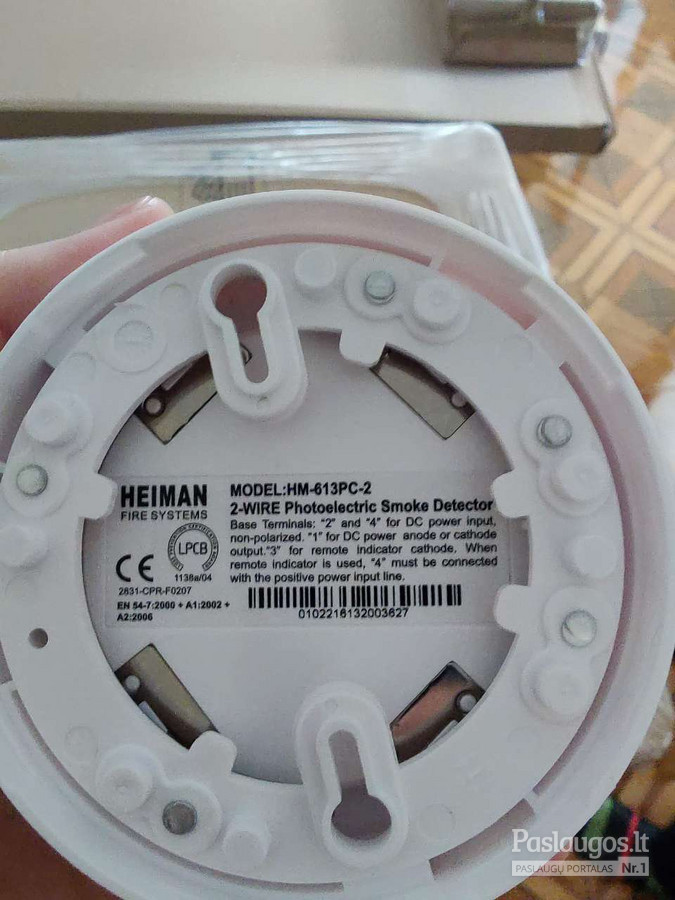 HEIMAN
FIRE SYSTEMS
LPCB
1138a/04
CE
2831-CPR-F0207
EN 54-7:2000 + A1:2002 +
A2:2006
MODEL:HM-613PC-2
2-WIRE Photoelectric Smoke Detector
Base Terminals: "2" and "4" for DC power input,
non-polarized. "1" for DC power anode or cathode
output."3" for remote indicator cathode. When
remote indicator is used, "4" must be connected
with the positive power input line.
0102216132003627
Paslaugos.lt
PASLAUGŲ PORTALAS Nr.1